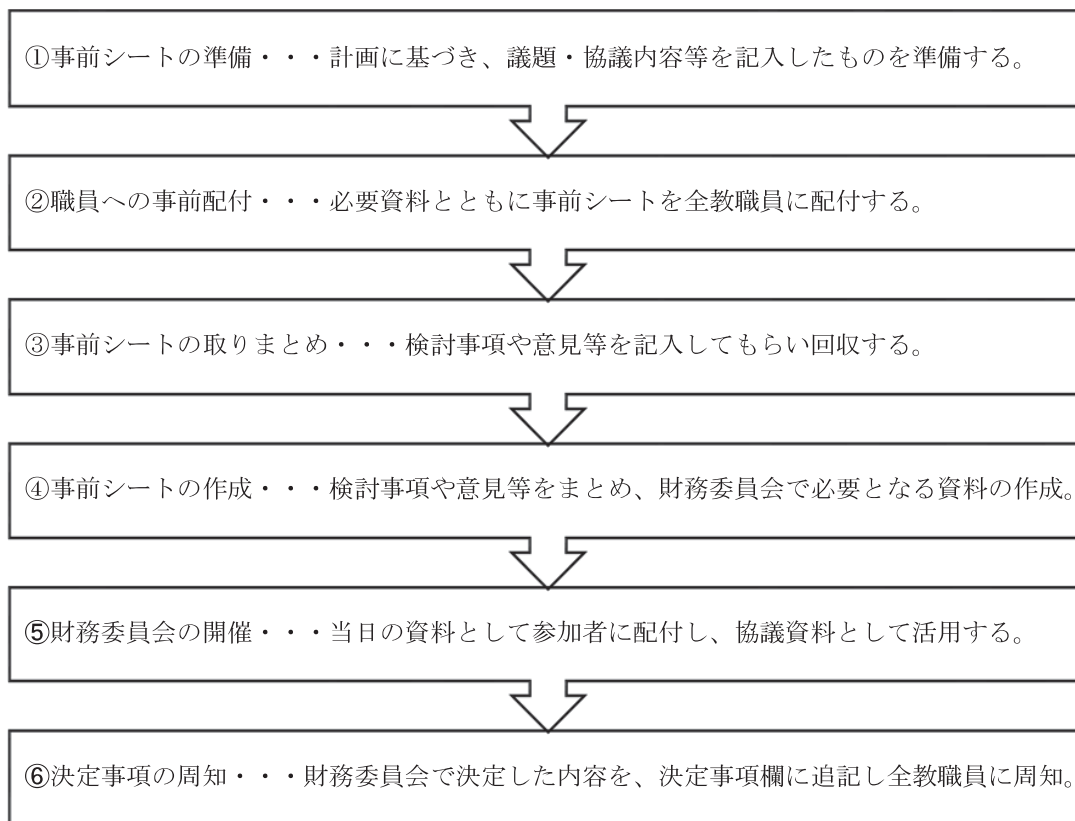 ①事前シートの準備・・・計画に基づき、議題・協議内容等を記入したものを準備する。
②職員への事前配付・・・必要資料とともに事前シートを全教職員に配付する。
③事前シートの取りまとめ・・・検討事項や意見等を記入してもらい回収する。
④事前シートの作成・・・検討事項や意見等をまとめ、財務委員会で必要となる資料の作成。
⑤財務委員会の開催・・・当日の資料として参加者に配付し、協議資料として活用する。
⑥決定事項の周知・・・財務委員会で決定した内容を、決定事項欄に追記し全教職員に周知。